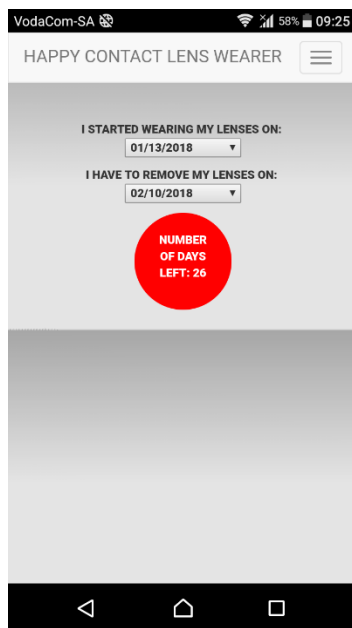 VodaCom-SA 58% 09:25
HAPPY CONTACT LENS WEARER
I STARTED WEARING MY LENSES ON:
01/13/2018
I HAVE TO REMOVE MY LENSES ON:
02/10/2018
NUMBER
OF DAYS
LEFT: 26